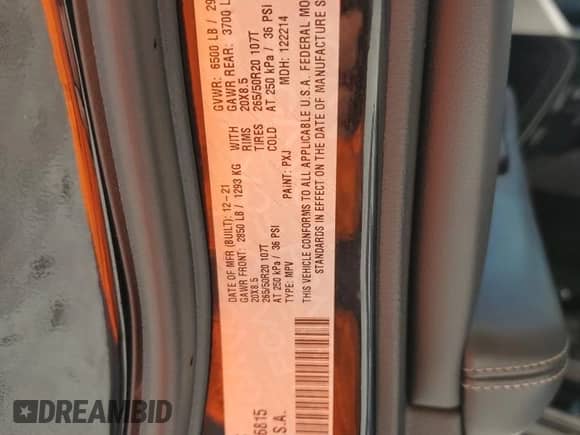 DATE OF MFR (BUILT): 12-21 GVWR: 6500 LB / 29
GAWR FRONT: 2850 LB / 1293 KG WITH GAWR REAR: 3700 L
20X8.5 RIMS 20X8.5
265/50R20 107T TIRES 265/50R20 107T
AT 250 kPa / 36 PSI COLD AT 250 kPa / 36 PSI
TYPE: MPV PAINT: PXJ MDH: 122214
THIS VEHICLE CONFORMS TO ALL APPLICABLE U.S.A. FEDERAL MO
STANDARDS IN EFFECT ON THE DATE OF MANUFACTURE S
6815
S.A.
DREAMBID